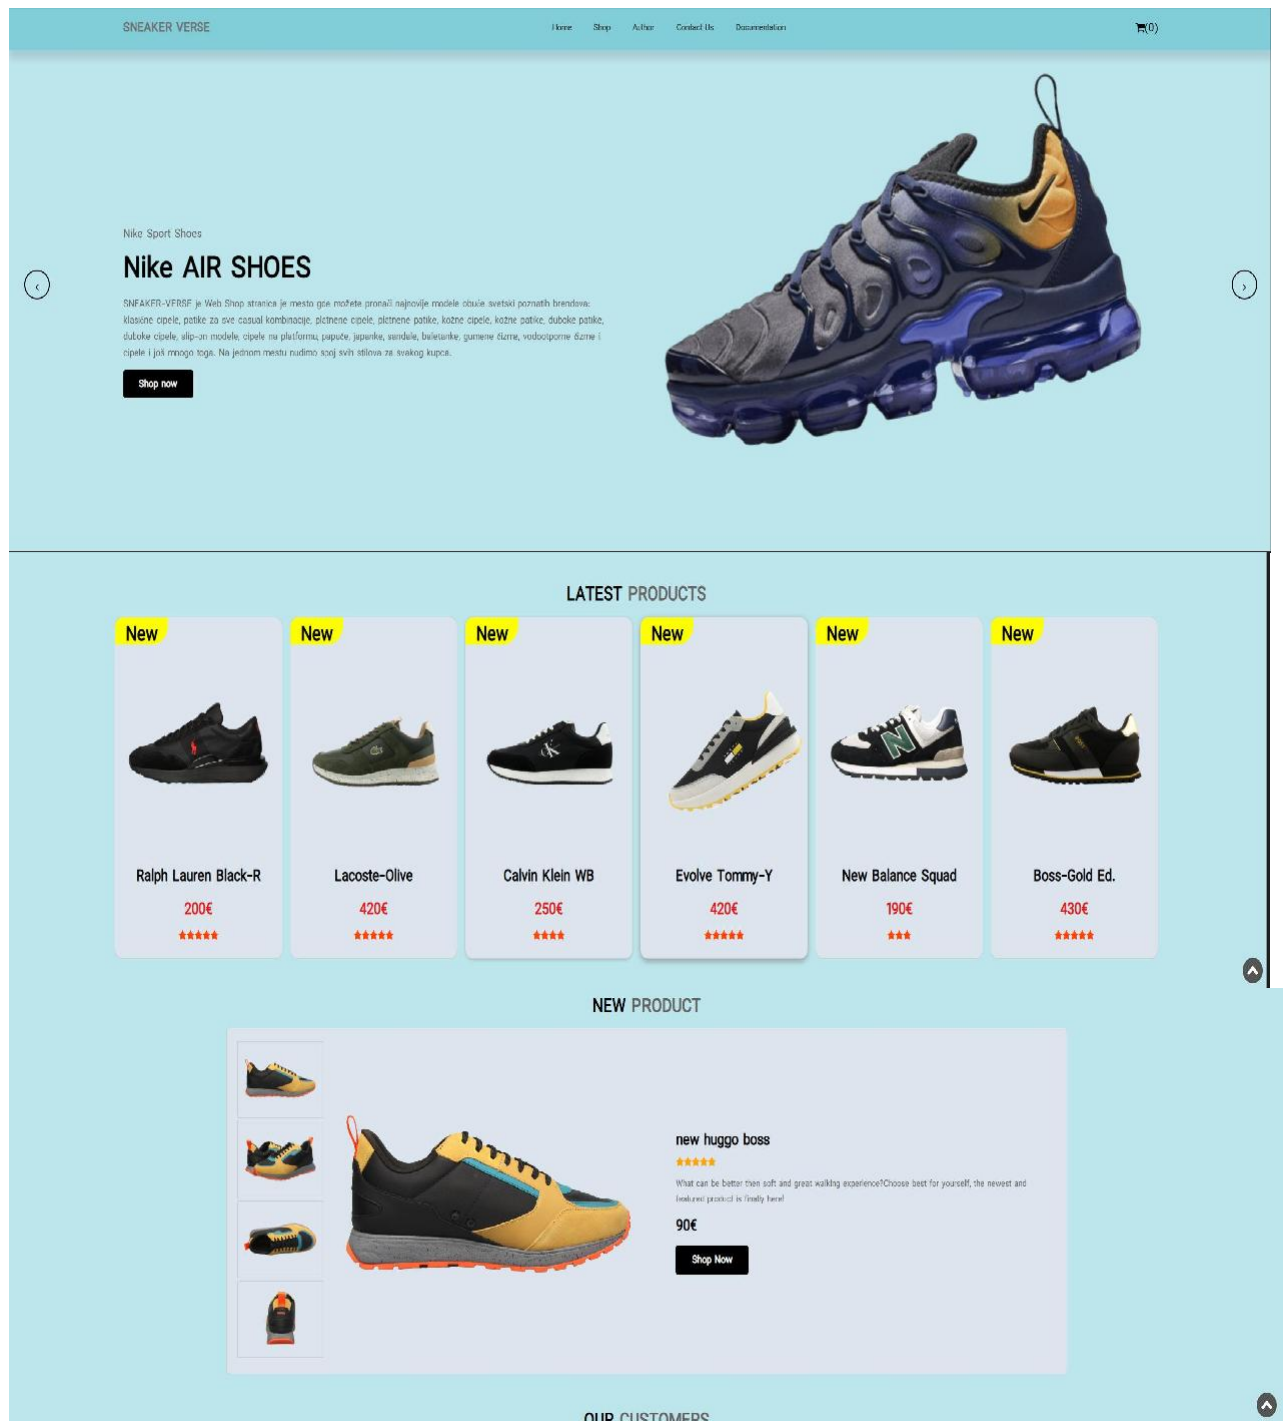 SNEAKER VERSE
Home Shop Author Contact Us Documentation
(0)
Nike Sport Shoes
Nike AIR SHOES
SNEAKER-VERSE je Web Shop stranica je mesto gde možete pronaći najnovije modele obuće svetski poznatih brendova:
klasične cipele, patike za sve casual kombinacije, pletnene cipele, pletnene patike, kožne cipele, kožne patike, duboke patike,
duboke cipele, slip-on modele, cipele na platformu, papuče, japanke, sandale, baletanke, gumene čizme, vodootporne čizme i
cipele i još mnogo toga. Na jednom mestu nudimo spoj svih stilova za svakog kupca.
Shop now
LATEST PRODUCTS
New New New New New New
Ralph Lauren Black-R Lacoste-Olive Calvin Klein WB Evolve Tommy-Y New Balance Squad Boss-Gold Ed.
200€ 420€ 250€ 420€ 190€ 430€
NEW PRODUCT
new huggo boss
What can be better then soft and great walking experience?Choose best for yourself, the newest and
featured product is finally here!
90€
Shop Now
OUR CUSTOMERS